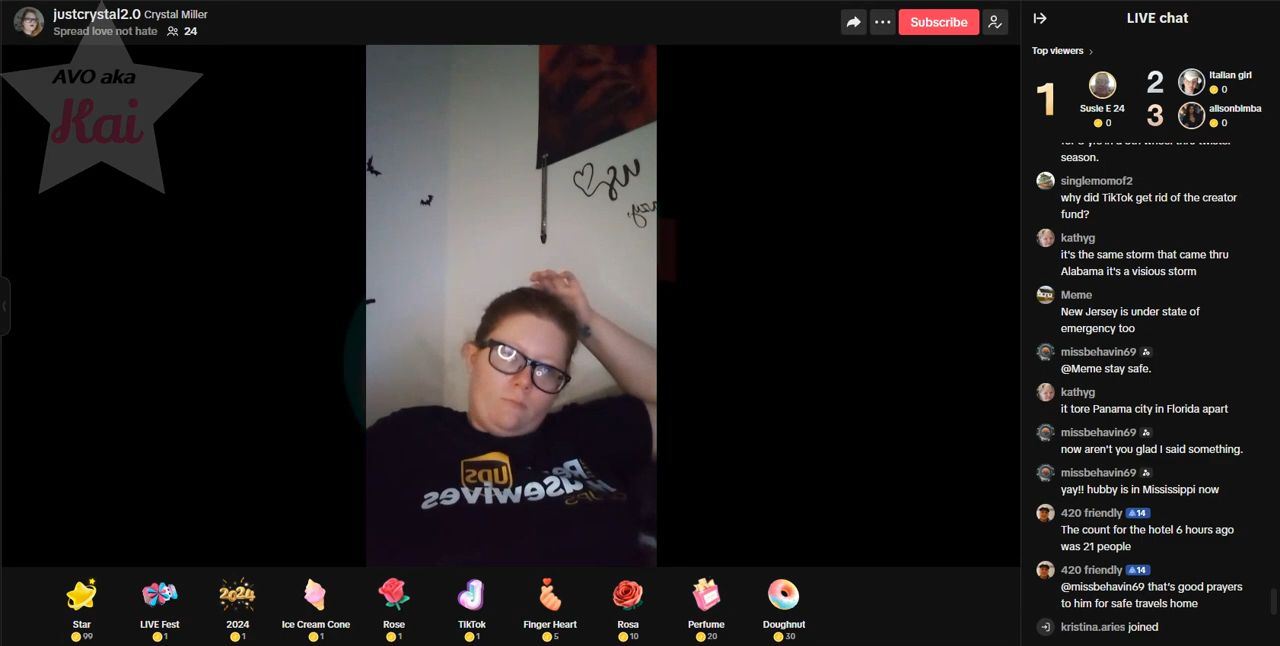 justcrystal2.0 Crystal Miller
Spread love not hate 24
Subscribe
AVO aka
Kai
us
UPS
usewives
Star
99
LIVE Fest
1
2024
2024
1
Ice Cream Cone
1
Rose
1
TikTok
1
Finger Heart
5
Rosa
10
Perfume
20
Doughnut
30
LIVE chat
Top viewers
1
Susie E 24
0
2
Italian girl
0
3
alisonbimba
0
season.
singlemomof2
why did TikTok get rid of the creator
fund?
kathyg
it's the same storm that came thru
Alabama it's a visious storm
Meme
New Jersey is under state of
emergency too
missbehavin69
@Meme stay safe.
kathyg
it tore Panama city in Florida apart
missbehavin69
now aren't you glad I said something.
missbehavin69
yay!! hubby is in Mississippi now
420 friendly 14
The count for the hotel 6 hours ago
was 21 people
420 friendly 14
@missbehavin69 that's good prayers
to him for safe travels home
kristina.aries joined